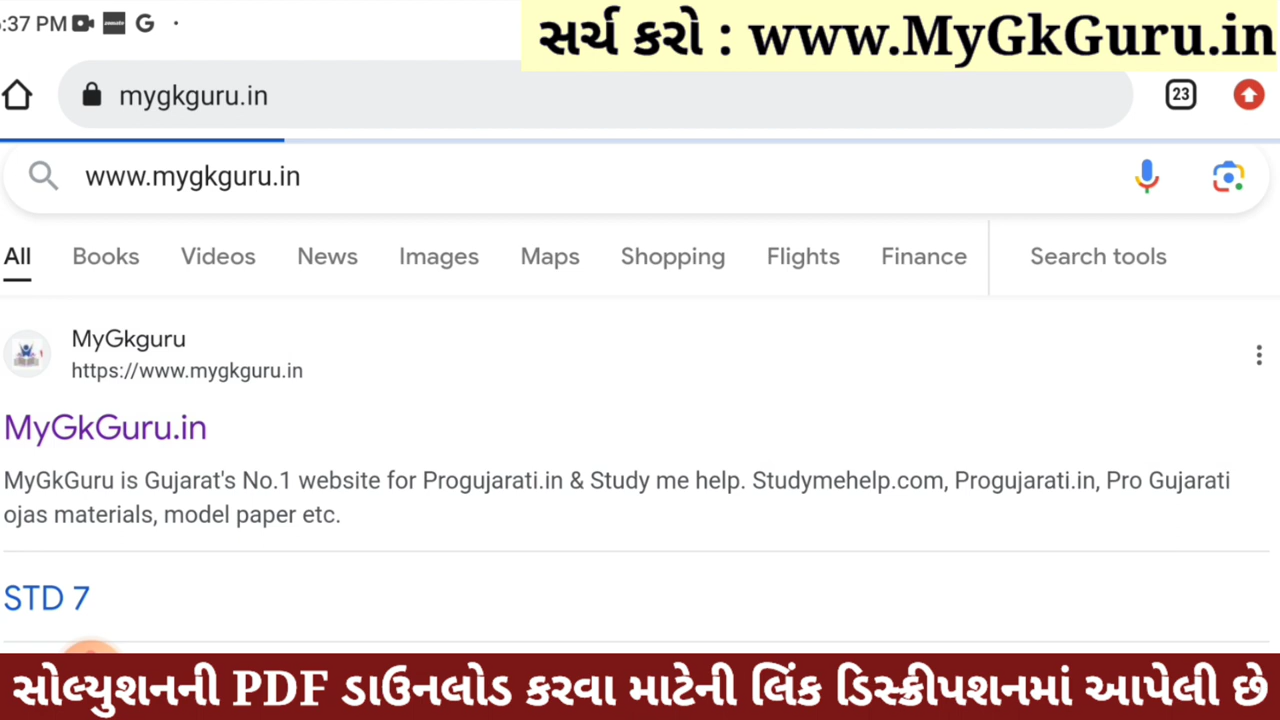 :37 PM
સર્ચ કરો : www.MyGkGuru.in
mygkguru.in
23
www.mygkguru.in
All Books Videos News Images Maps Shopping Flights Finance Search tools
MyGkguru
https://www.mygkguru.in
MyGkGuru.in
MyGkGuru is Gujarat's No.1 website for Progujarati.in & Study me help. Studymehelp.com, Progujarati.in, Pro Gujarati
ojas materials, model paper etc.
STD 7
સોલ્યુશનની PDF ડાઉનલોડ કરવા માટેની લિંક ડિસ્ક્રીપશનમાં આપેલી છે